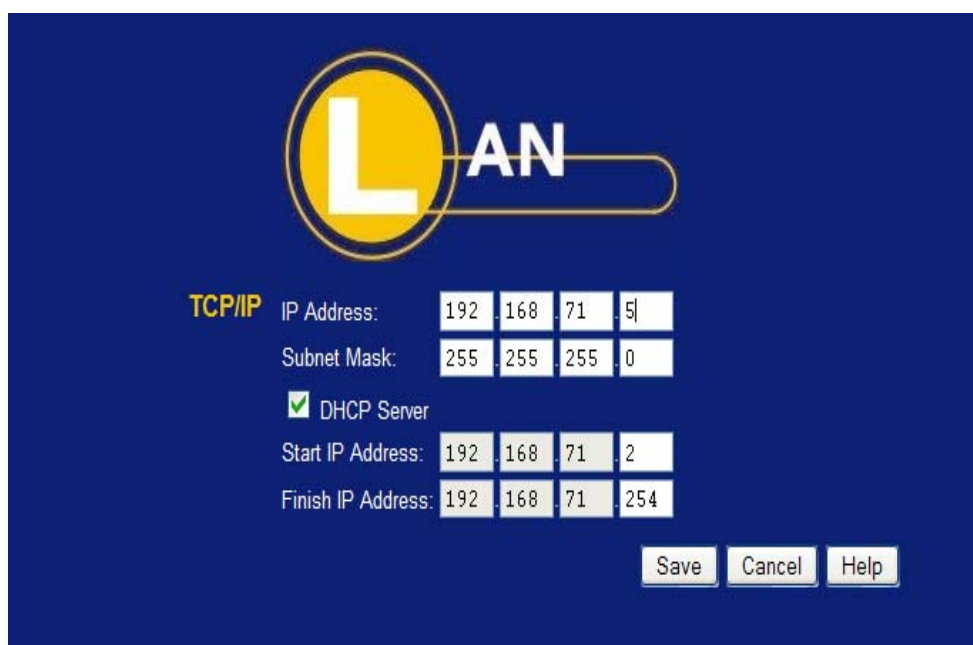 LAN
TCP/IP IP Address: 192 . 168 . 71 . 5
Subnet Mask: 255 . 255 . 255 . 0
DHCP Server
Start IP Address: 192 . 168 . 71 . 2
Finish IP Address: 192 . 168 . 71 . 254
Save Cancel Help